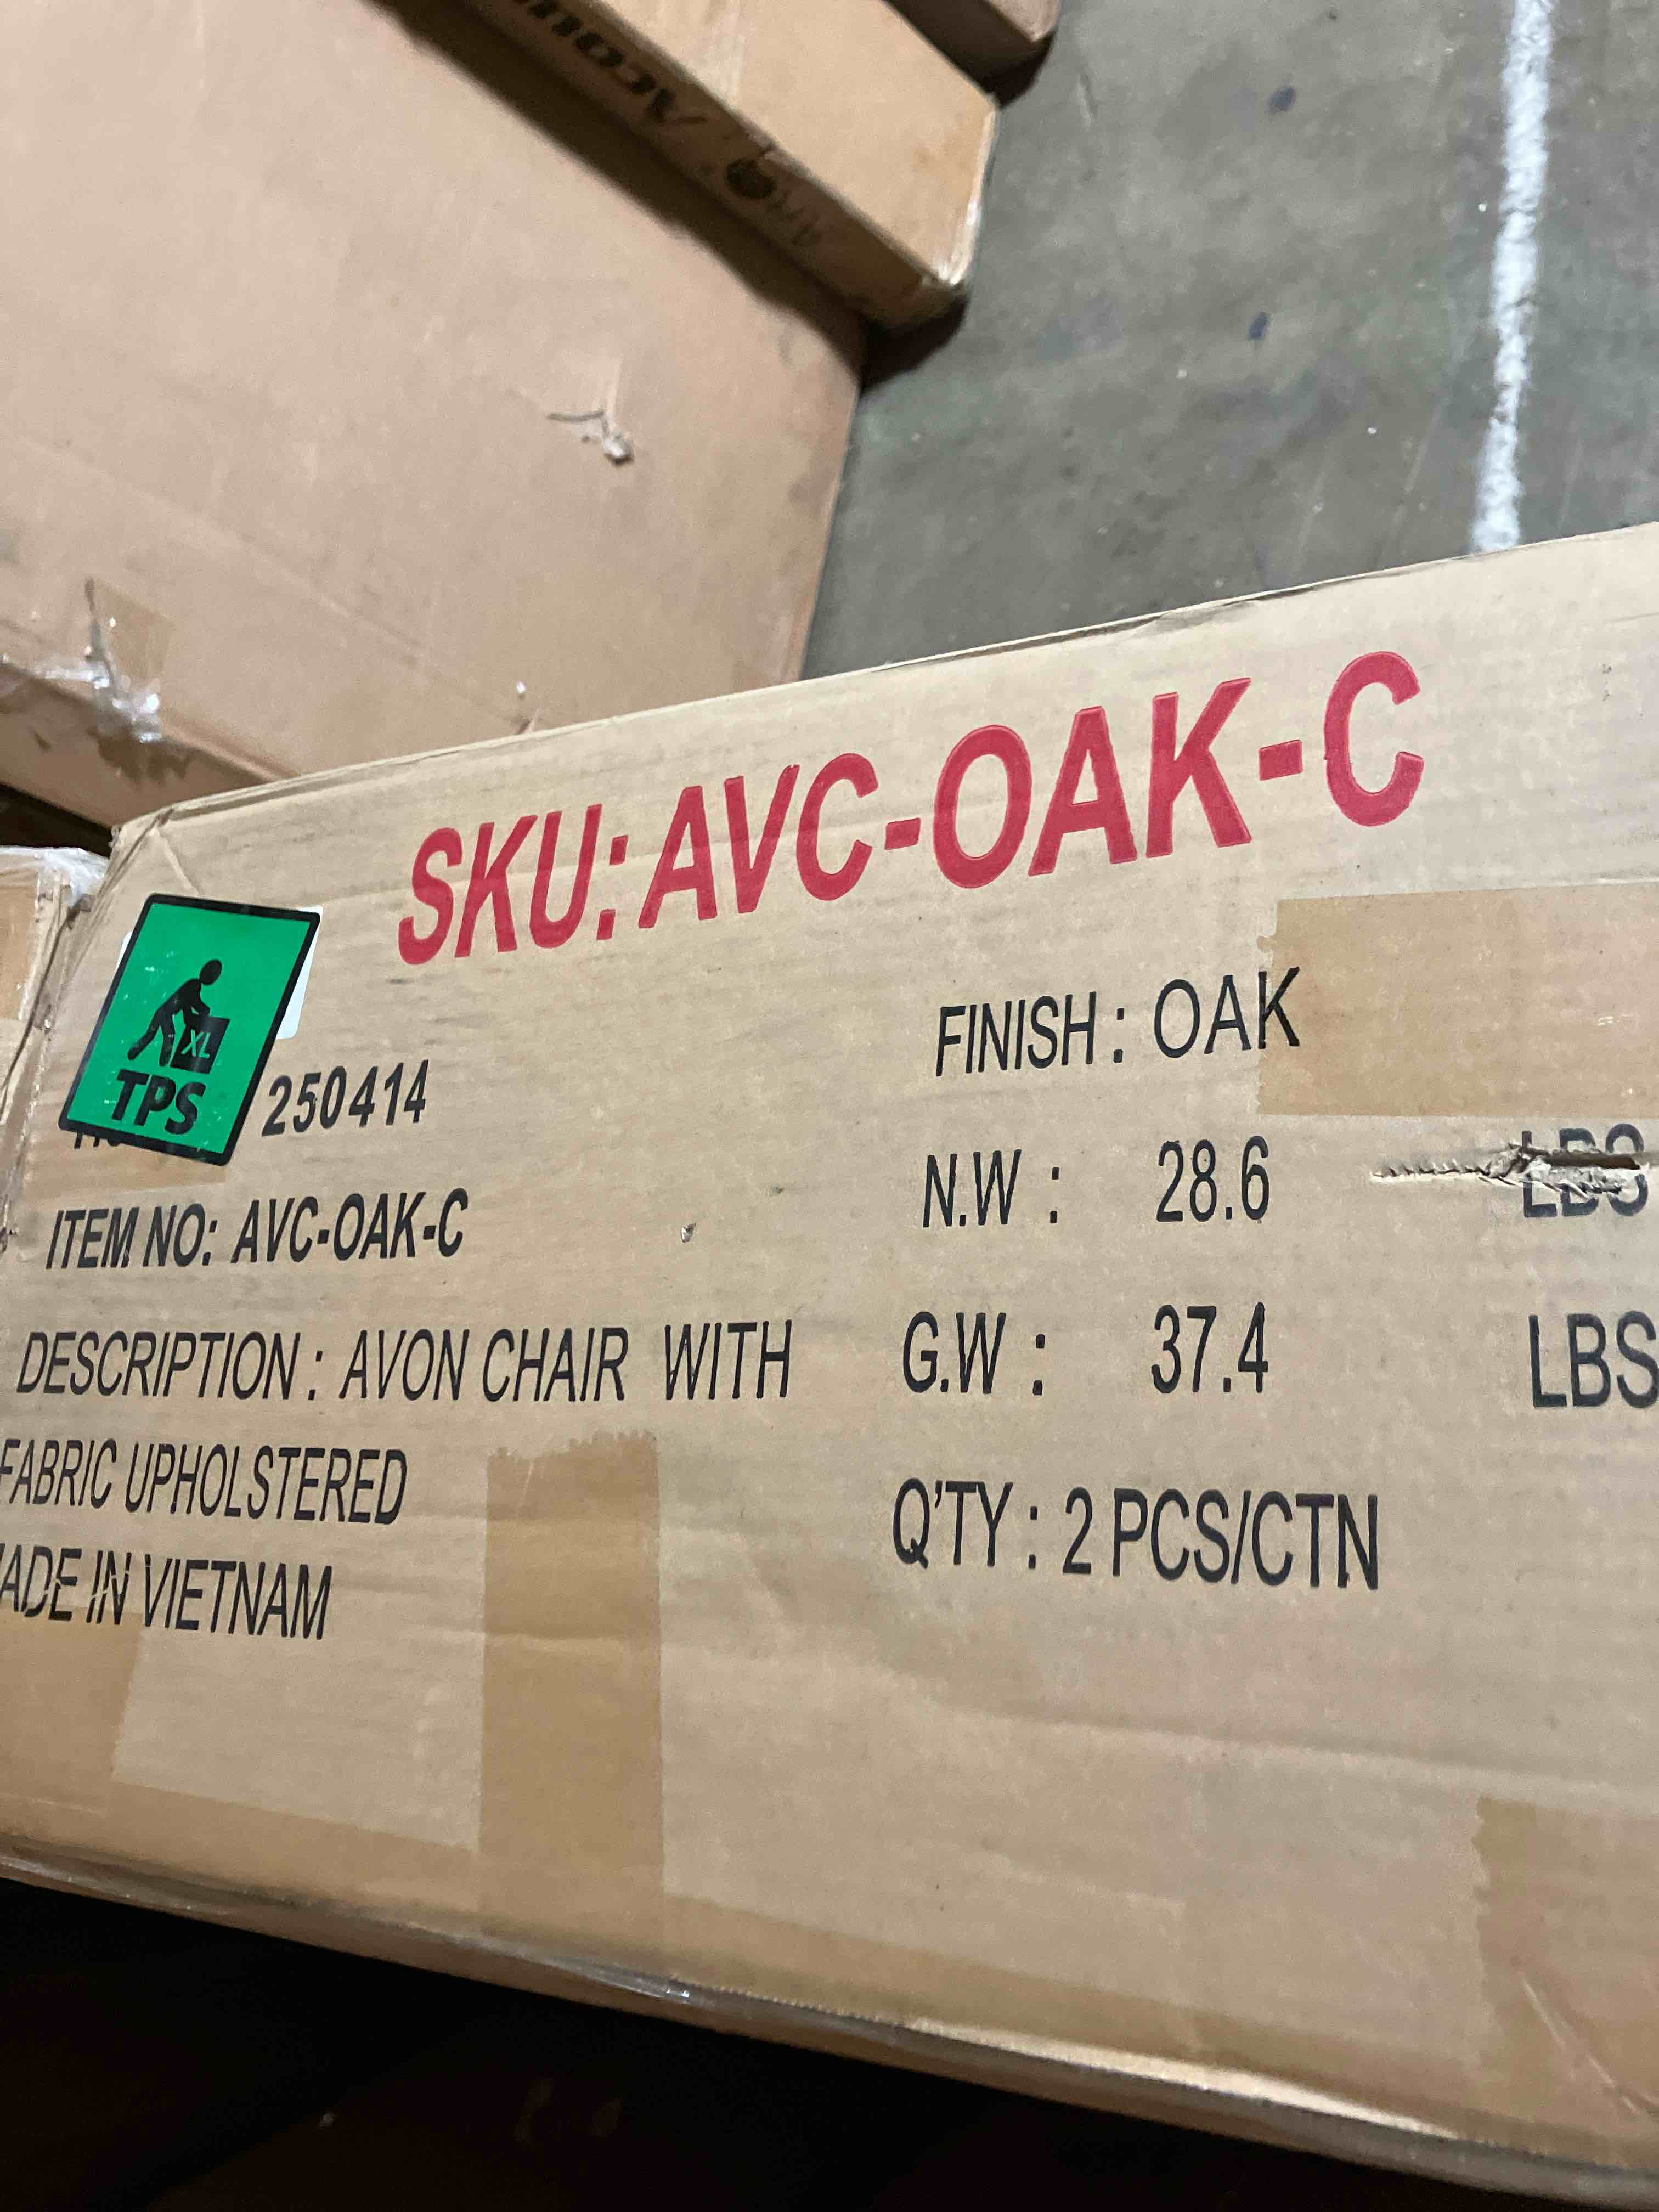 Acour
SKU:AVC-OAK-C
XL
TPS
250414
ITEM NO: AVC-OAK-C
DESCRIPTION : AVON CHAIR WITH
FABRIC UPHOLSTERED
ADE IN VIETNAM
FINISH : OAK
N.W : 28.6 LBS
G.W : 37.4 LBS
Q'TY : 2 PCS/CTN